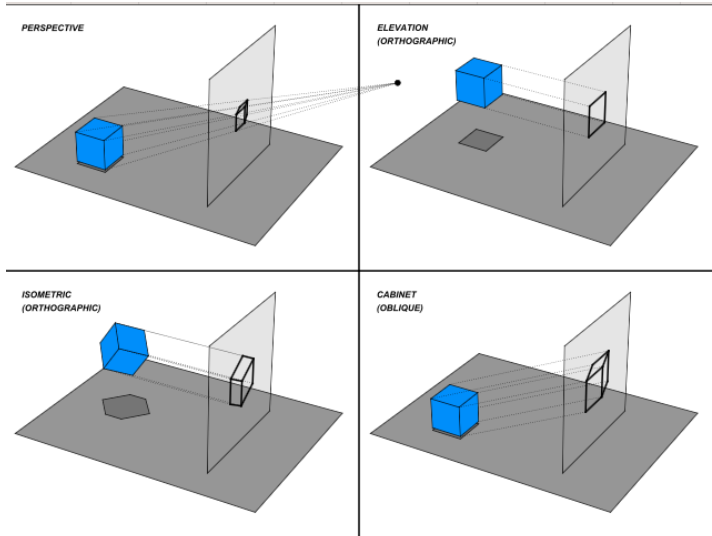 PERSPECTIVE
ELEVATION
(ORTHOGRAPHIC)
ISOMETRIC
(ORTHOGRAPHIC)
CABINET
(OBLIQUE)